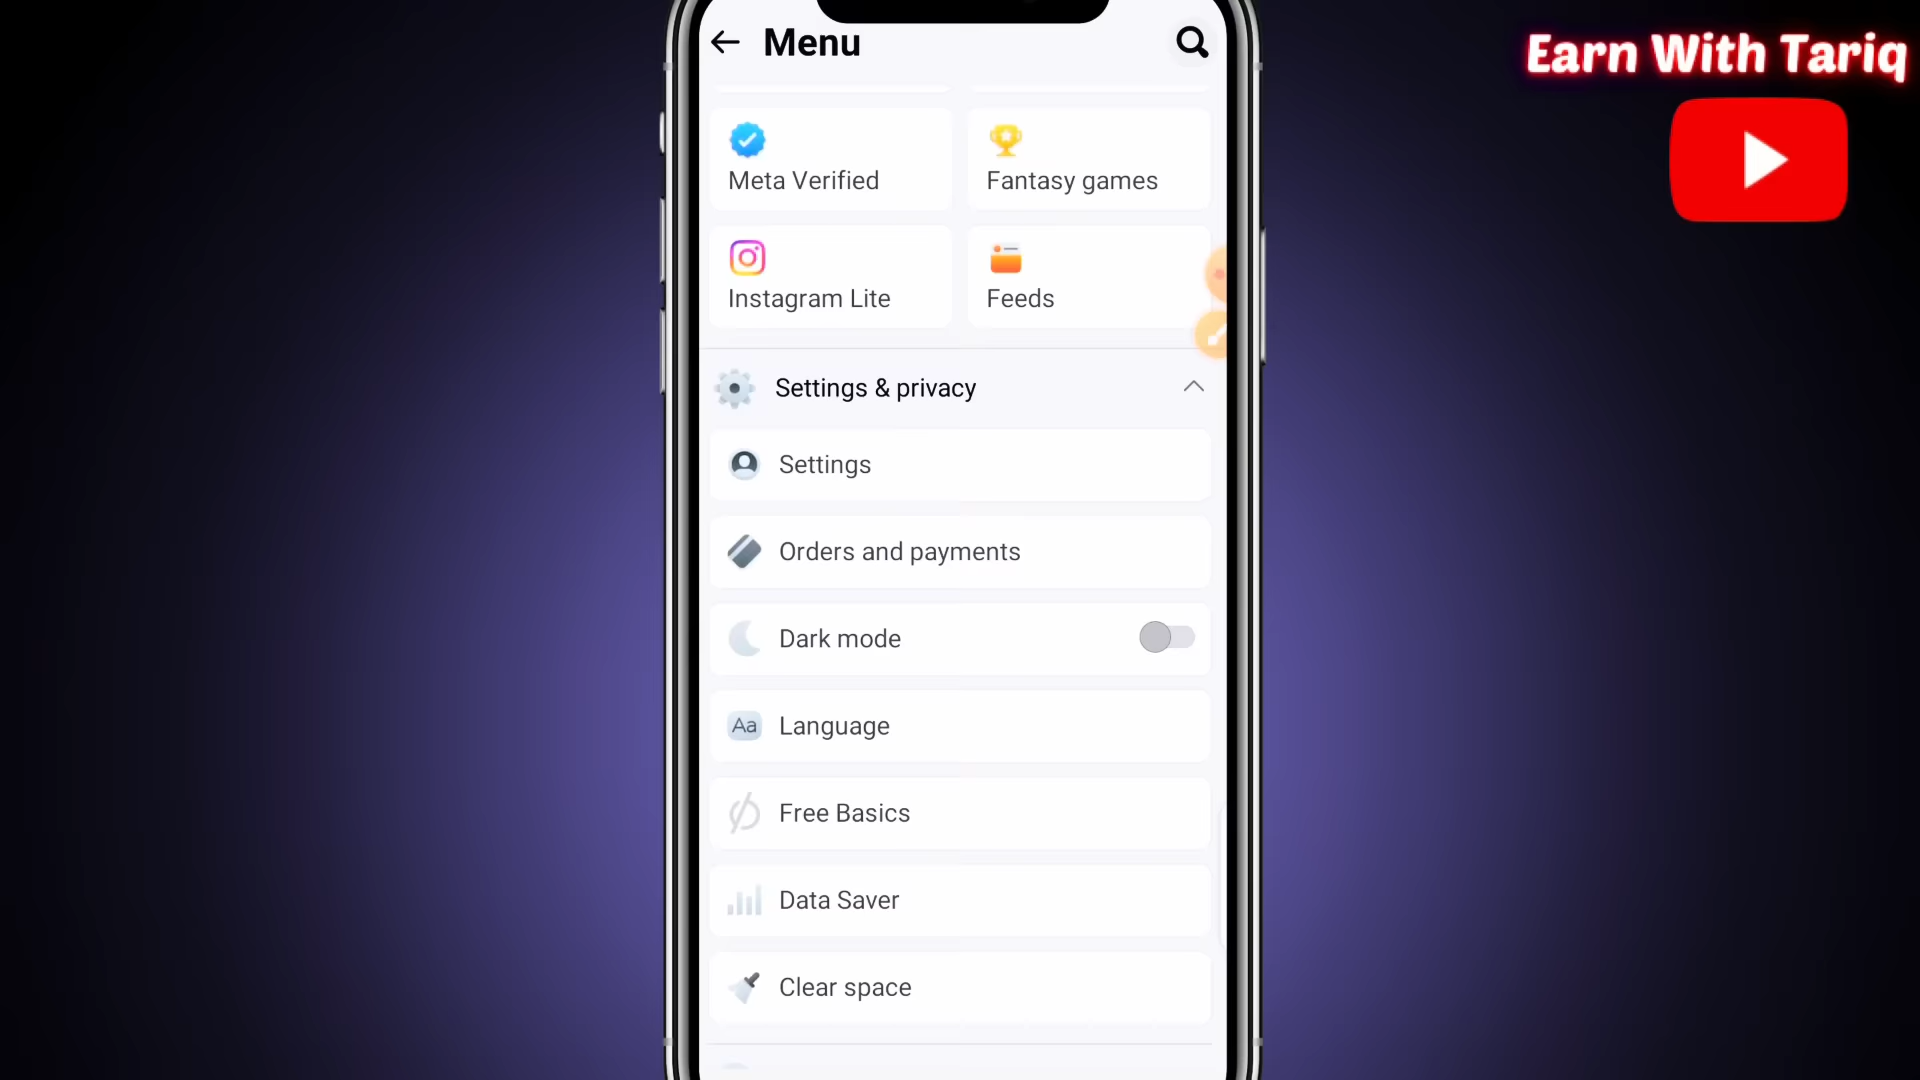 Menu
Earn With Tariq
Meta Verified
Fantasy games
Instagram Lite
Feeds
Settings & privacy
Settings
Orders and payments
Dark mode
Aa Language
Free Basics
Data Saver
Clear space